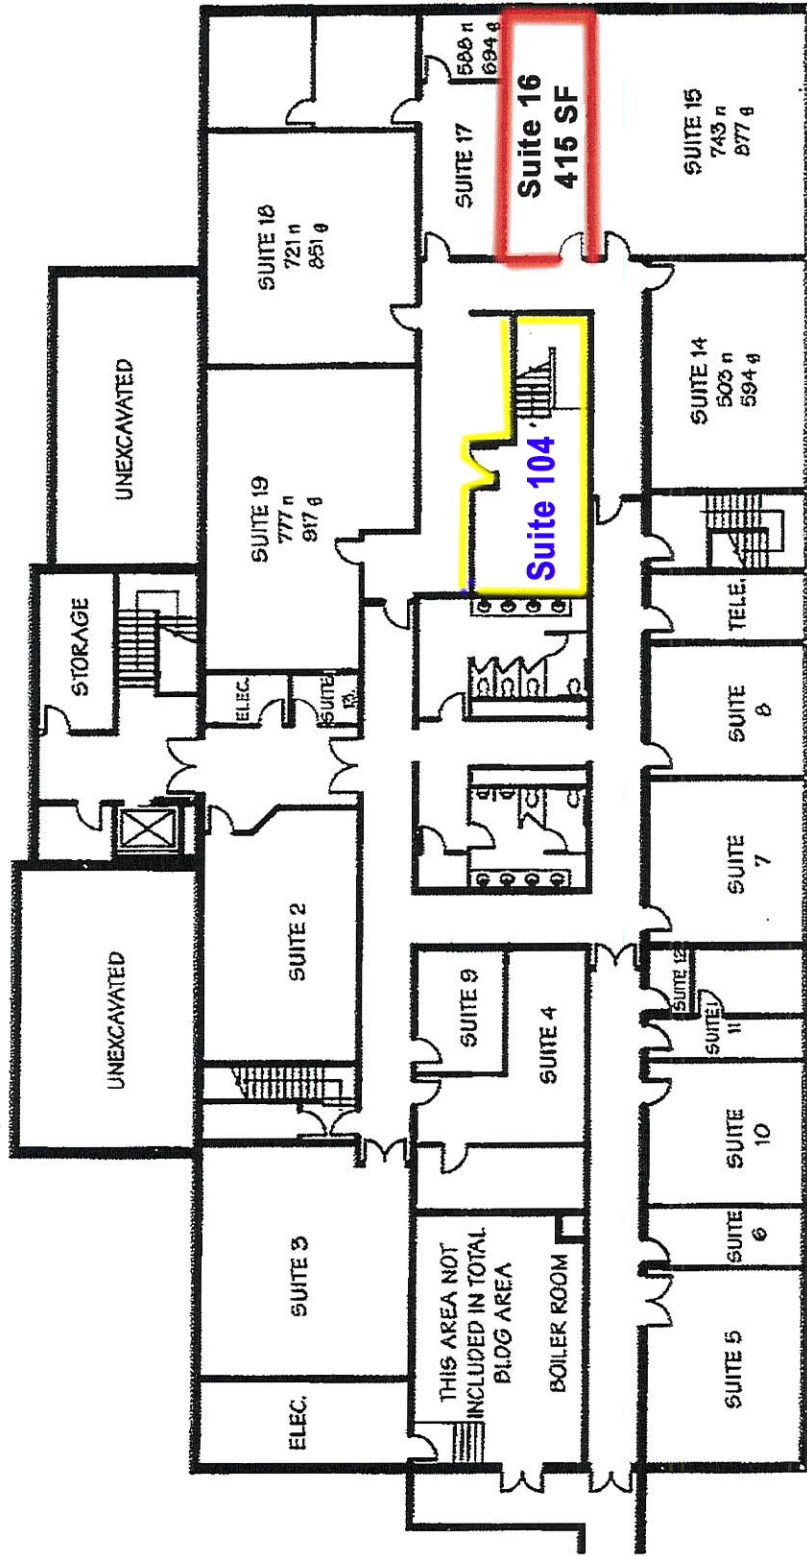 UNEXCAVATED
UNEXCAVATED
STORAGE
ELEC.
SUITE 3
SUITE 2
ELEC.
SUITE
13.
SUITE 19
777 n
917 g
SUITE 18
721 n
851 g
THIS AREA NOT
INCLUDED IN TOTAL
BLDG AREA
BOILER ROOM
SUITE 9
SUITE 4
Suite 104
SUITE 17
588 n
694 g
Suite 16
415 SF
SUITE 5
SUITE
6
SUITE
10
SUITE
11
SUITE 12
SUITE
7
SUITE
8
TELE.
SUITE 14
503 n
594 g
SUITE 15
743 n
877 g